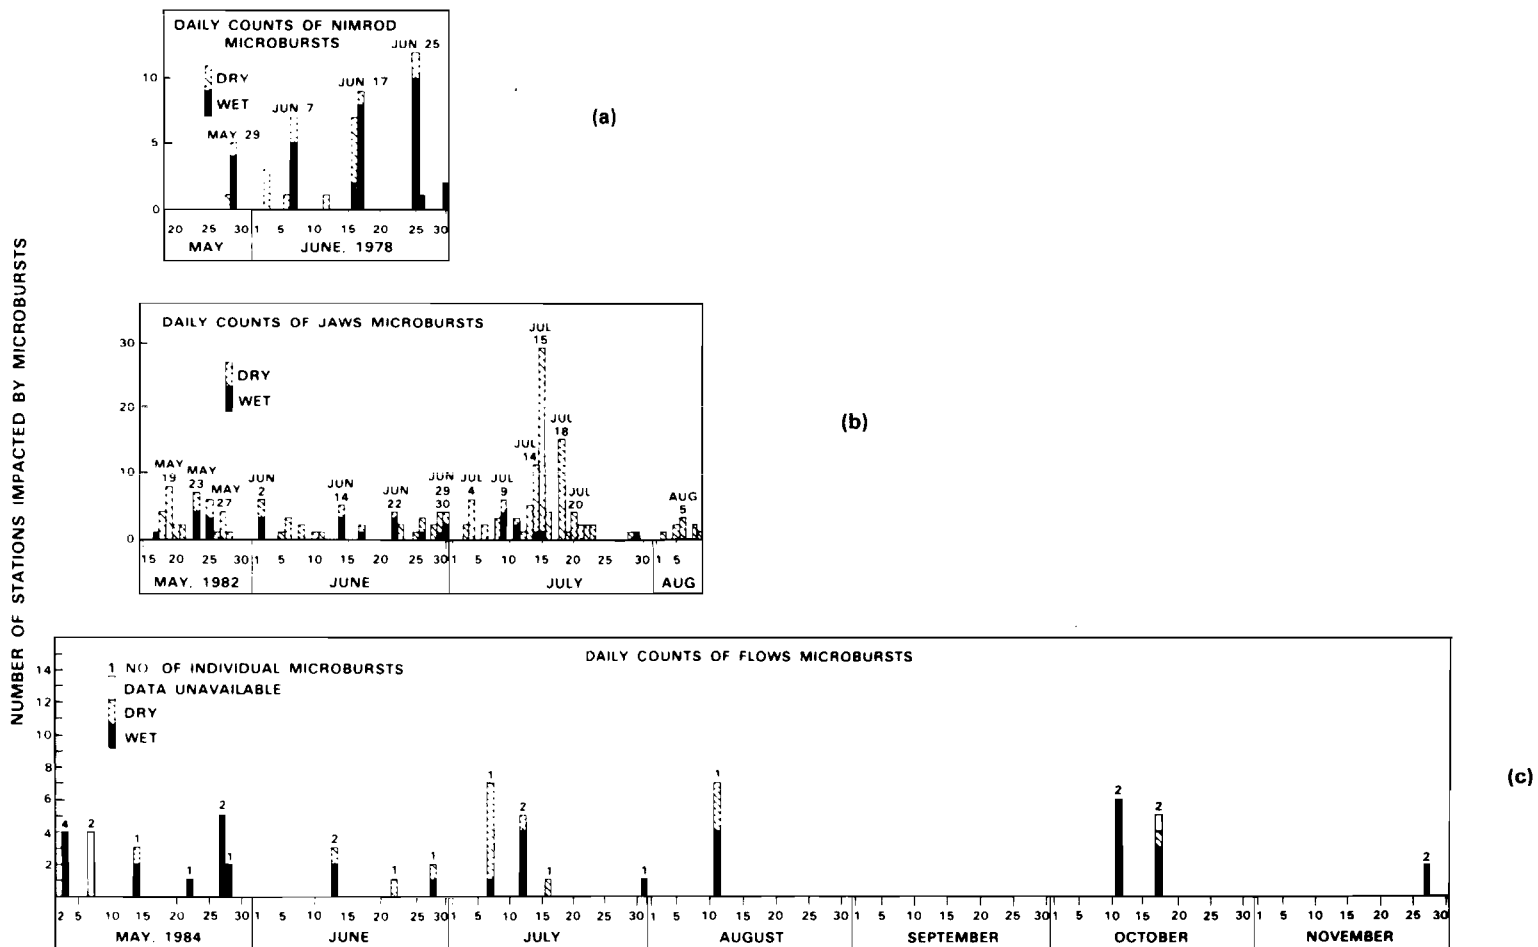 NUMBER OF STATIONS IMPACTED BY MICROBURSTS
DAILY COUNTS OF NIMROD
MICROBURSTS
JUN 25
DRY
WET
JUN 17
JUN 7
MAY 29
10
5
0
20 25 30 1 5 10 15 20 25 30
MAY JUNE, 1978
(a)
DAILY COUNTS OF JAWS MICROBURSTS
DRY
WET
30
20
10
0
MAY 19
MAY 23
MAY 27
JUN 2
JUN 14
JUN 22
JUN 29 30
JUL 4
JUL 9
JUL 14
JUL 15
JUL 18
JUL 20
AUG 5
15 20 25 30 1 5 10 15 20 25 30 1 5 10 15 20 25 30 1 5
MAY, 1982 JUNE JULY AUG
(b)
DAILY COUNTS OF FLOWS MICROBURSTS
1 NO. OF INDIVIDUAL MICROBURSTS
DATA UNAVAILABLE
DRY
WET
14
12
10
8
6
4
2
4 2 1 1 2 1 2 1 1 1 2 1 1 1 2 2 2
2 5 10 15 20 25 30 1 5 10 15 20 25 30 1 5 10 15 20 25 30 1 5 10 15 20 25 30 1 5 10 15 20 25 30 1 5 10 15 20 25 30 1 5 10 15 20 25 30
MAY, 1984 JUNE JULY AUGUST SEPTEMBER OCTOBER NOVEMBER
(c)